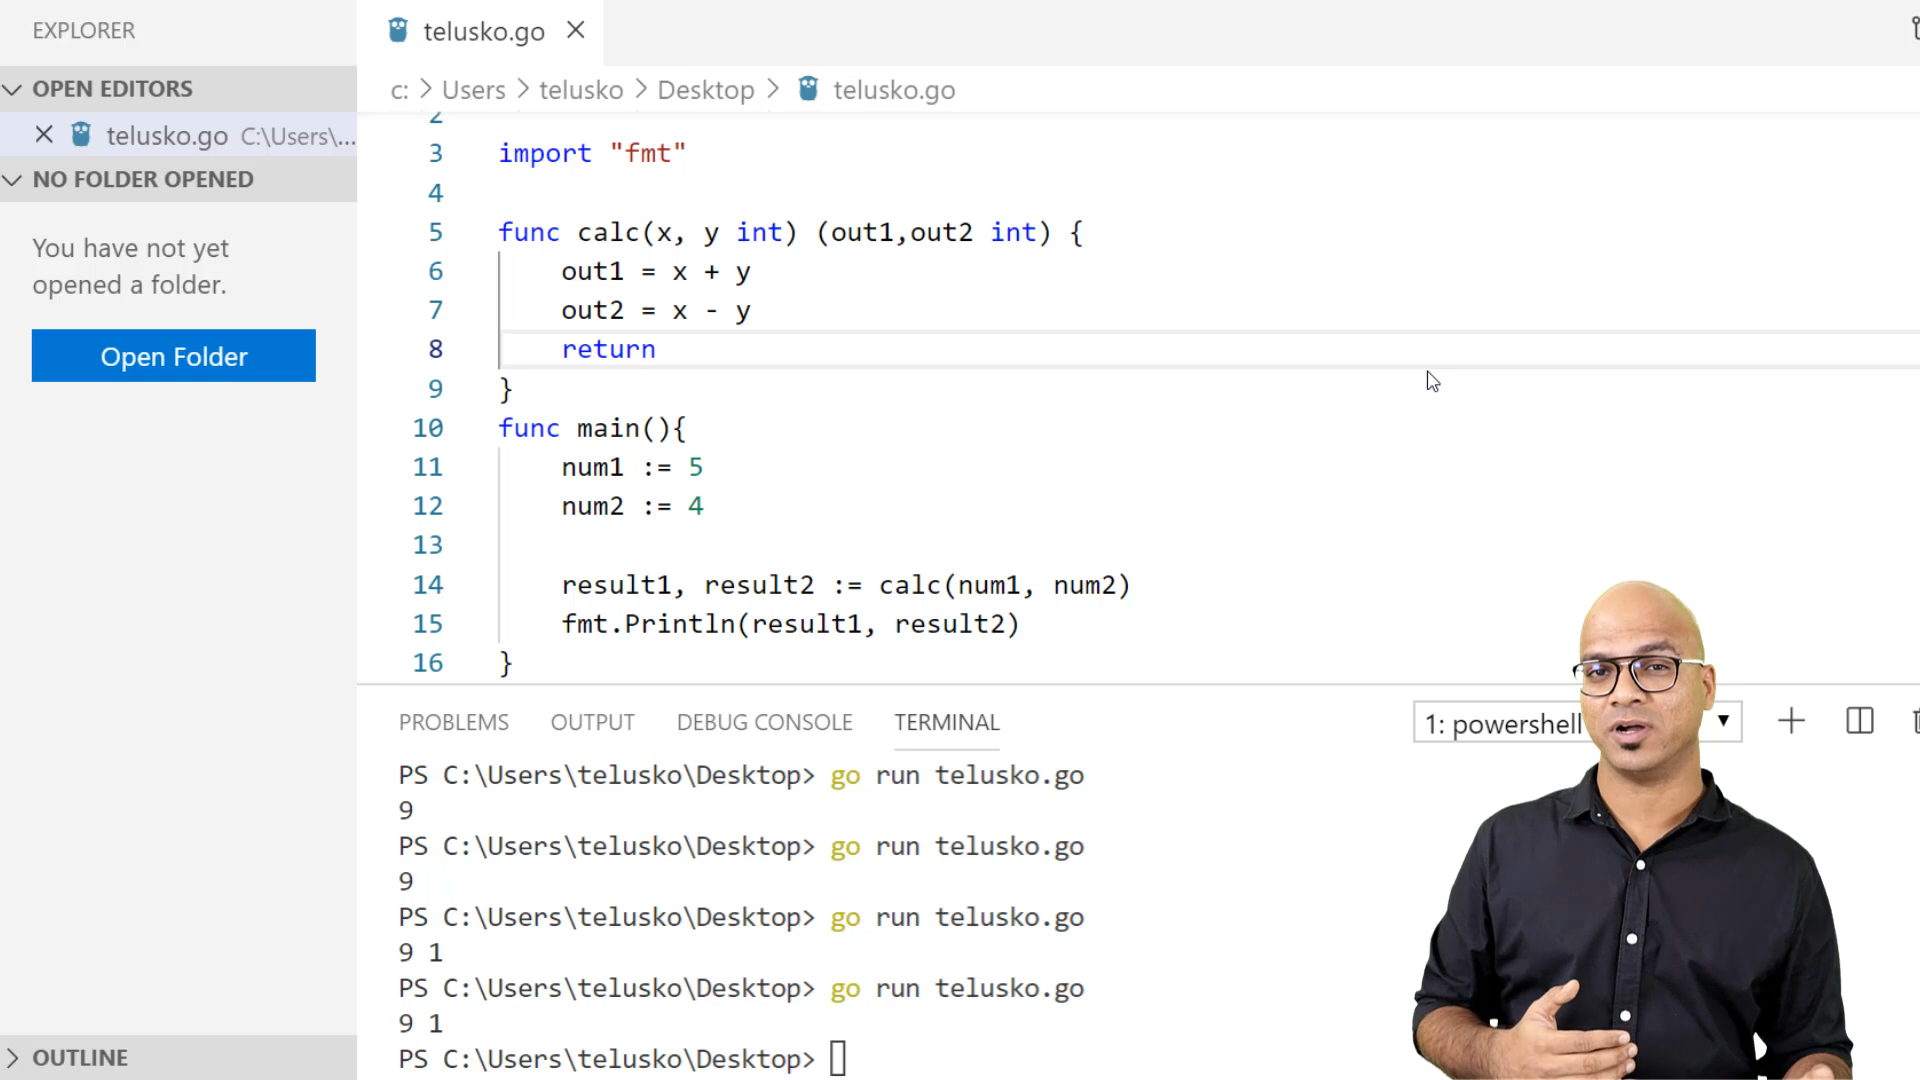 EXPLORER
telusko.go
OPEN EDITORS
c: > Users > telusko > Desktop > telusko.go
telusko.go C:\Users\...
NO FOLDER OPENED
You have not yet
opened a folder.
Open Folder
2
3 import "fmt"
4
5 func calc(x, y int) (out1,out2 int) {
6 out1 = x + y
7 out2 = x - y
8 return
9 }
10 func main(){
11 num1 := 5
12 num2 := 4
13
14 result1, result2 := calc(num1, num2)
15 fmt.Println(result1, result2)
16 }
PROBLEMS OUTPUT DEBUG CONSOLE TERMINAL 1: powershell
PS C:\Users\telusko\Desktop> go run telusko.go
9
PS C:\Users\telusko\Desktop> go run telusko.go
9
PS C:\Users\telusko\Desktop> go run telusko.go
9 1
PS C:\Users\telusko\Desktop> go run telusko.go
9 1
PS C:\Users\telusko\Desktop>
OUTLINE